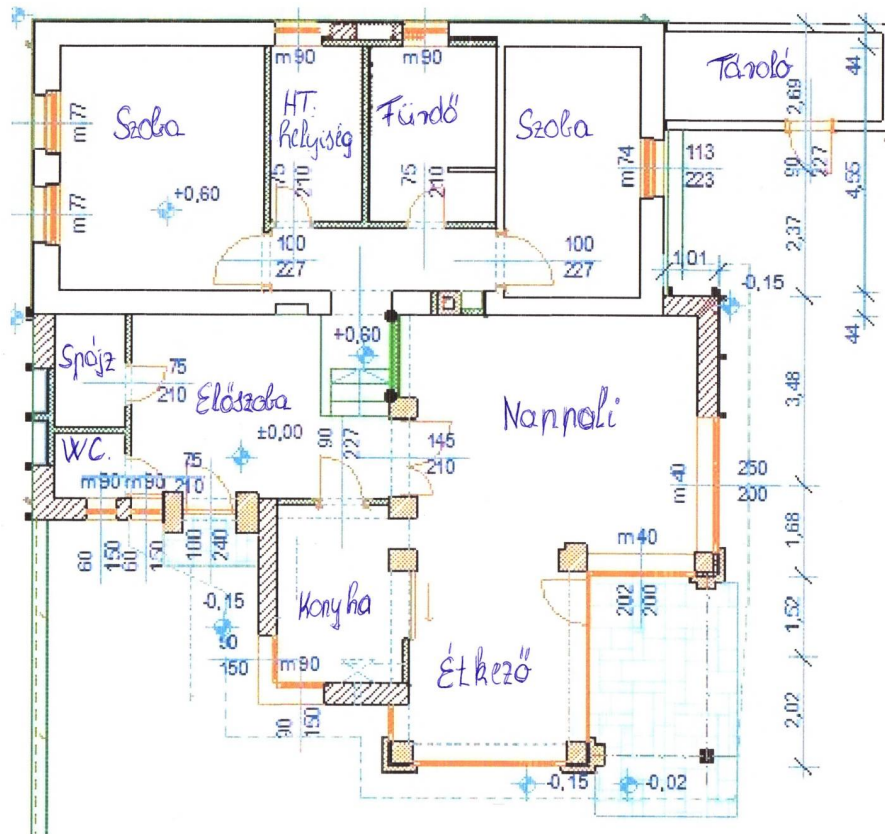 Tároló
m90
m90
44
m77
Szoba
HT.
helyiség
Fürdő
Szoba
2,69
90
227
m74
113
223
4,55
75
210
75
210
m77
+0,60
2,37
100
227
100
227
1,01
-0,15
44
+0,60
Spájz
75
210
Előszoba
Nappali
3,48
±0,00
90
227
145
210
WC.
75
210
m90
m90
m40
250
200
60
150
60
150
100
240
m40
1,68
202
200
-0,15
Konyha
1,52
90
150
m90
Étkező
90
150
2,02
-0,15
-0,02